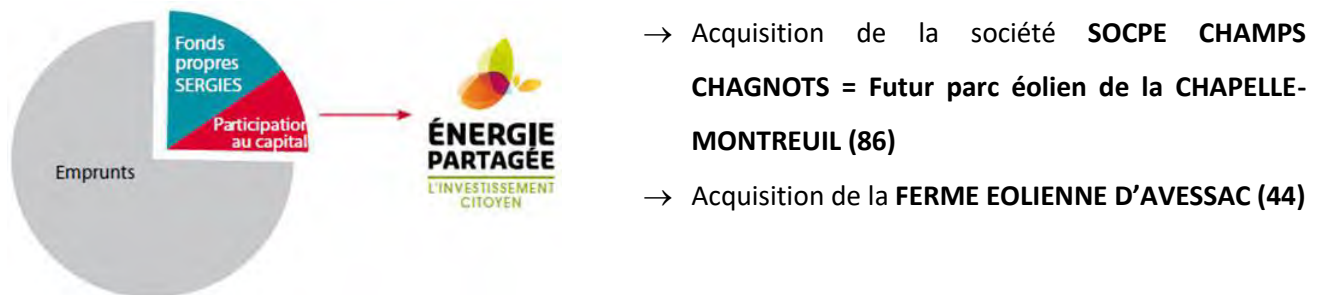 Fonds
propres
SERGIES
Participation
au capital
Emprunts
ÉNERGIE
PARTAGÉE
L'INVESTISSEMENT
CITOYEN
→ Acquisition de la société SOCPE CHAMPS
CHAGNOTS = Futur parc éolien de la CHAPELLE-
MONTREUIL (86)
→ Acquisition de la FERME EOLIENNE D’AVESSAC (44)